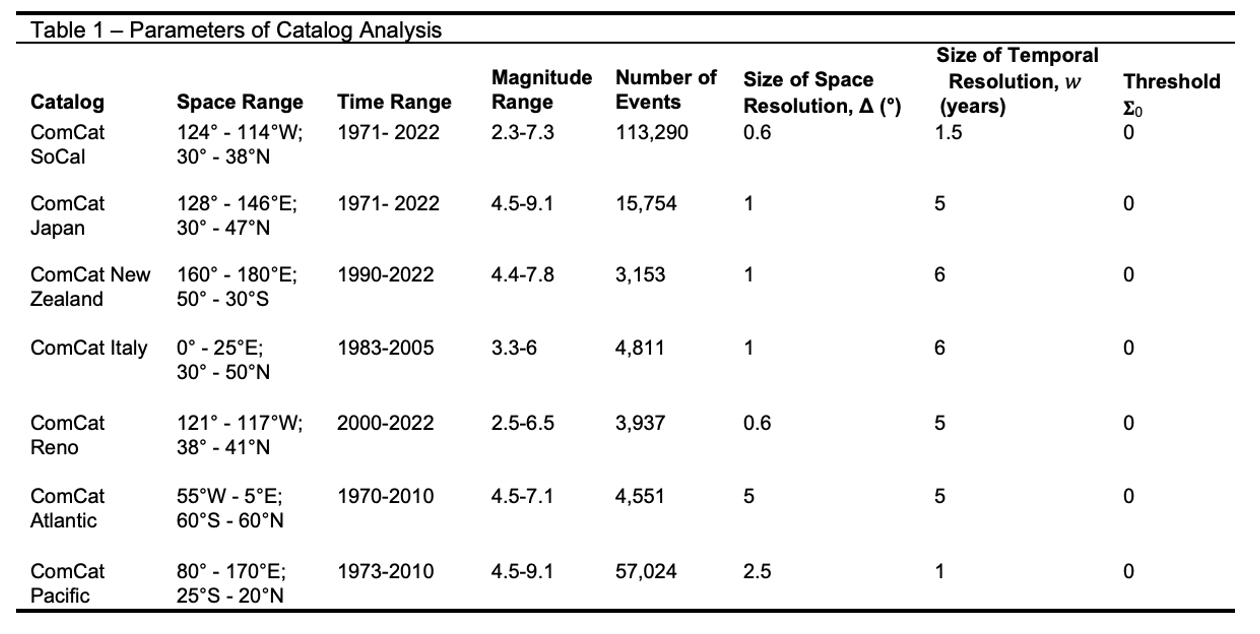 Table 1 – Parameters of Catalog Analysis
Catalog Space Range Time Range Magnitude Range Number of Events Size of Space Resolution, Δ (°) Size of Temporal Resolution, w (years) Threshold Σ₀
ComCat SoCal 124° - 114°W; 30° - 38°N 1971- 2022 2.3-7.3 113,290 0.6 1.5 0
ComCat Japan 128° - 146°E; 30° - 47°N 1971- 2022 4.5-9.1 15,754 1 5 0
ComCat New Zealand 160° - 180°E; 50° - 30°S 1990-2022 4.4-7.8 3,153 1 6 0
ComCat Italy 0° - 25°E; 30° - 50°N 1983-2005 3.3-6 4,811 1 6 0
ComCat Reno 121° - 117°W; 38° - 41°N 2000-2022 2.5-6.5 3,937 0.6 5 0
ComCat Atlantic 55°W - 5°E; 60°S - 60°N 1970-2010 4.5-7.1 4,551 5 5 0
ComCat Pacific 80° - 170°E; 25°S - 20°N 1973-2010 4.5-9.1 57,024 2.5 1 0